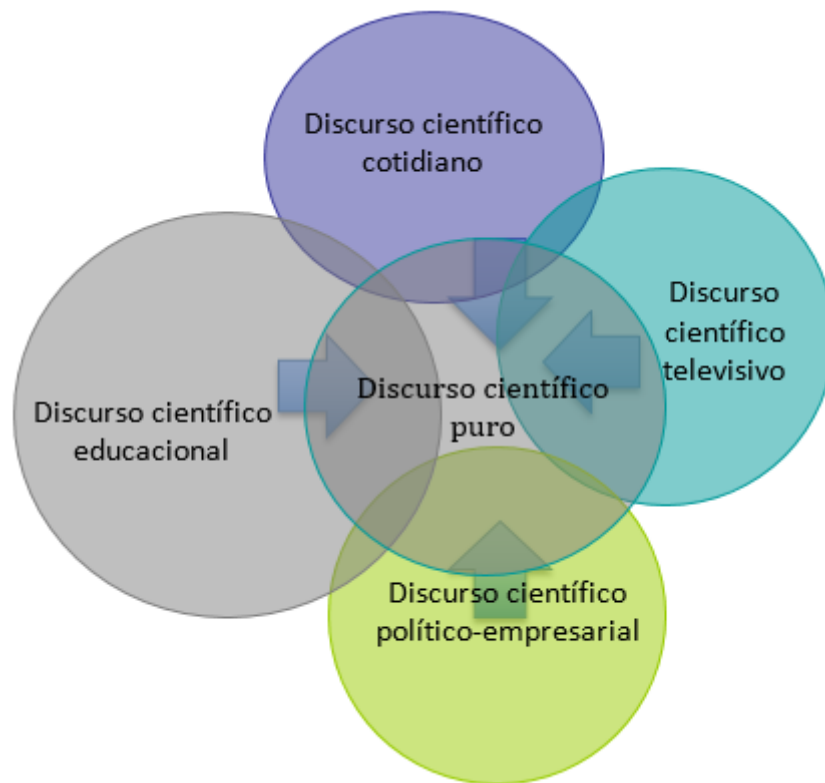 Discurso científico
cotidiano
Discurso
científico
televisivo
Discurso científico
puro
Discurso científico
educacional
Discurso científico
político-empresarial